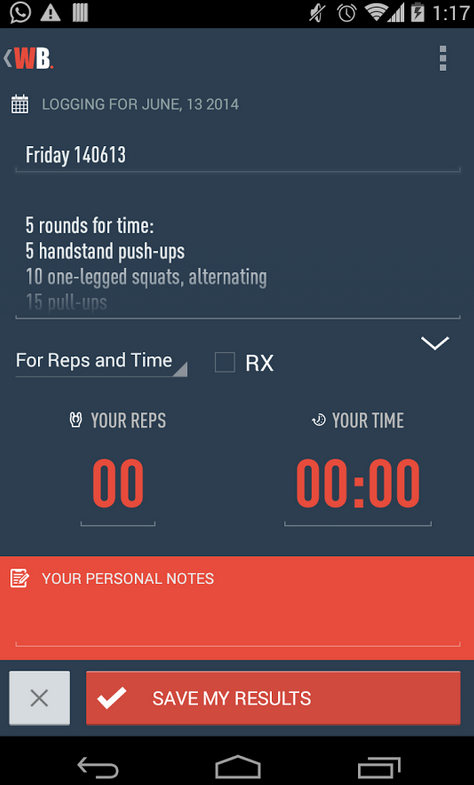 1:17
WB.
LOGGING FOR JUNE, 13 2014
Friday 140613
5 rounds for time:
5 handstand push-ups
10 one-legged squats, alternating
15 pull-ups
For Reps and Time
RX
YOUR REPS
YOUR TIME
00
00:00
YOUR PERSONAL NOTES
SAVE MY RESULTS